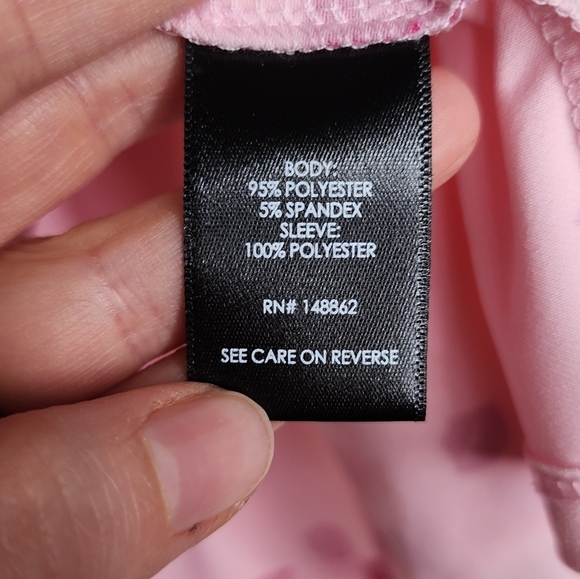 BODY:
95% POLYESTER
5% SPANDEX
SLEEVE:
100% POLYESTER
RN# 148862
SEE CARE ON REVERSE